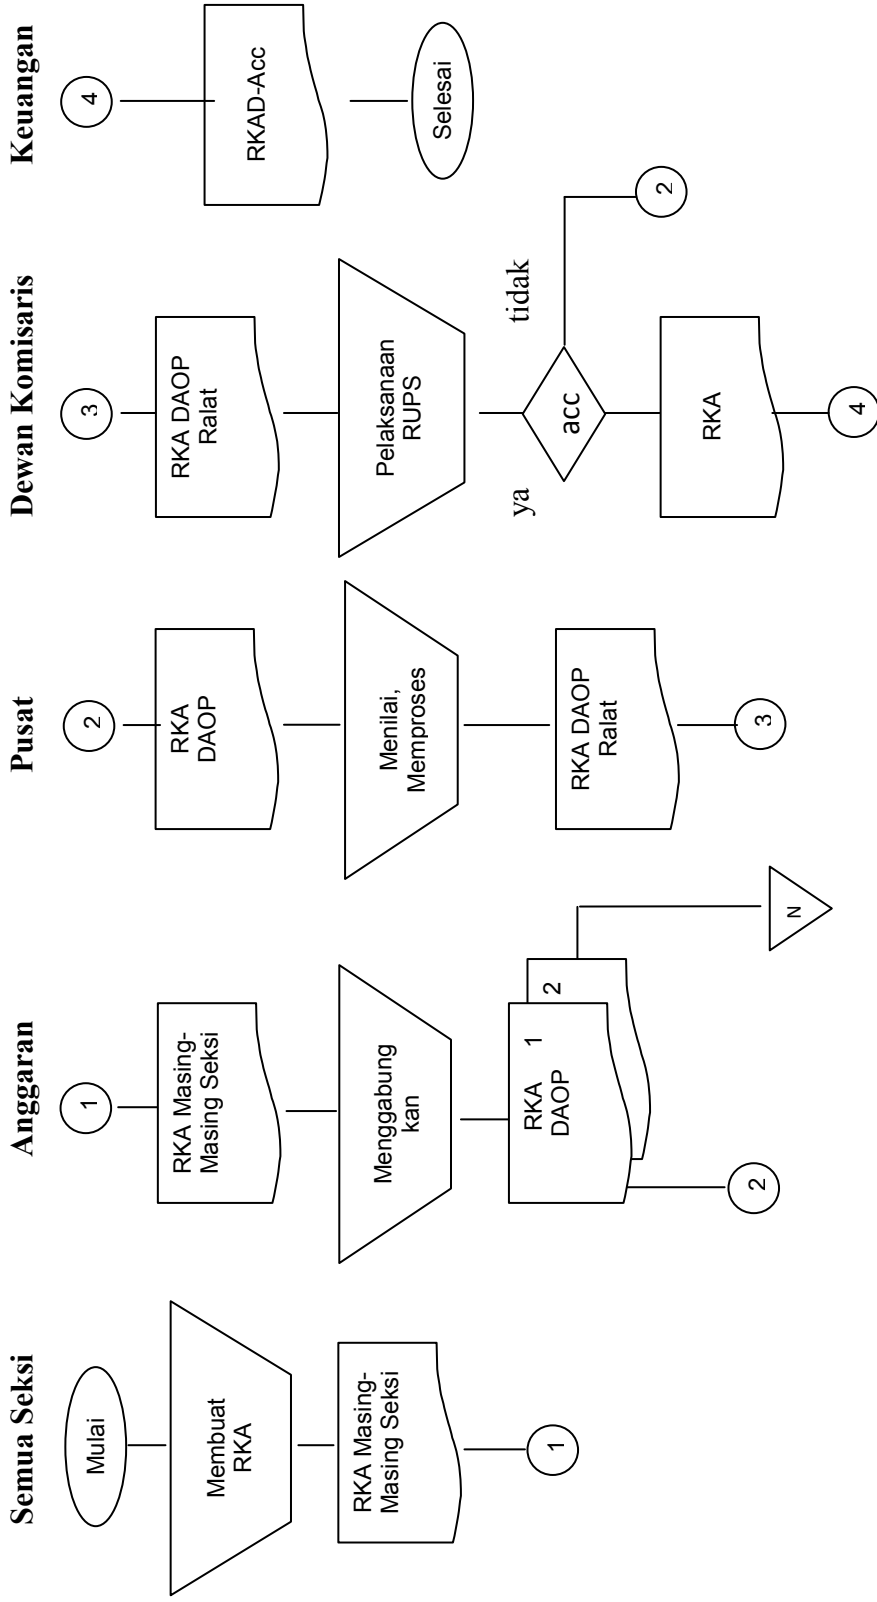 Semua Seksi
Mulai
Membuat
RKA
RKA Masing-
Masing Seksi
1
Anggaran
1
RKA Masing-
Masing Seksi
Menggabung
kan
RKA 1
DAOP
2
2
N
Pusat
2
RKA
DAOP
Menilai,
Memproses
RKA DAOP
Ralat
3
Dewan Komisaris
3
RKA DAOP
Ralat
Pelaksanaan
RUPS
ya
tidak
acc
2
RKA
4
Keuangan
4
RKAD-Acc
Selesai